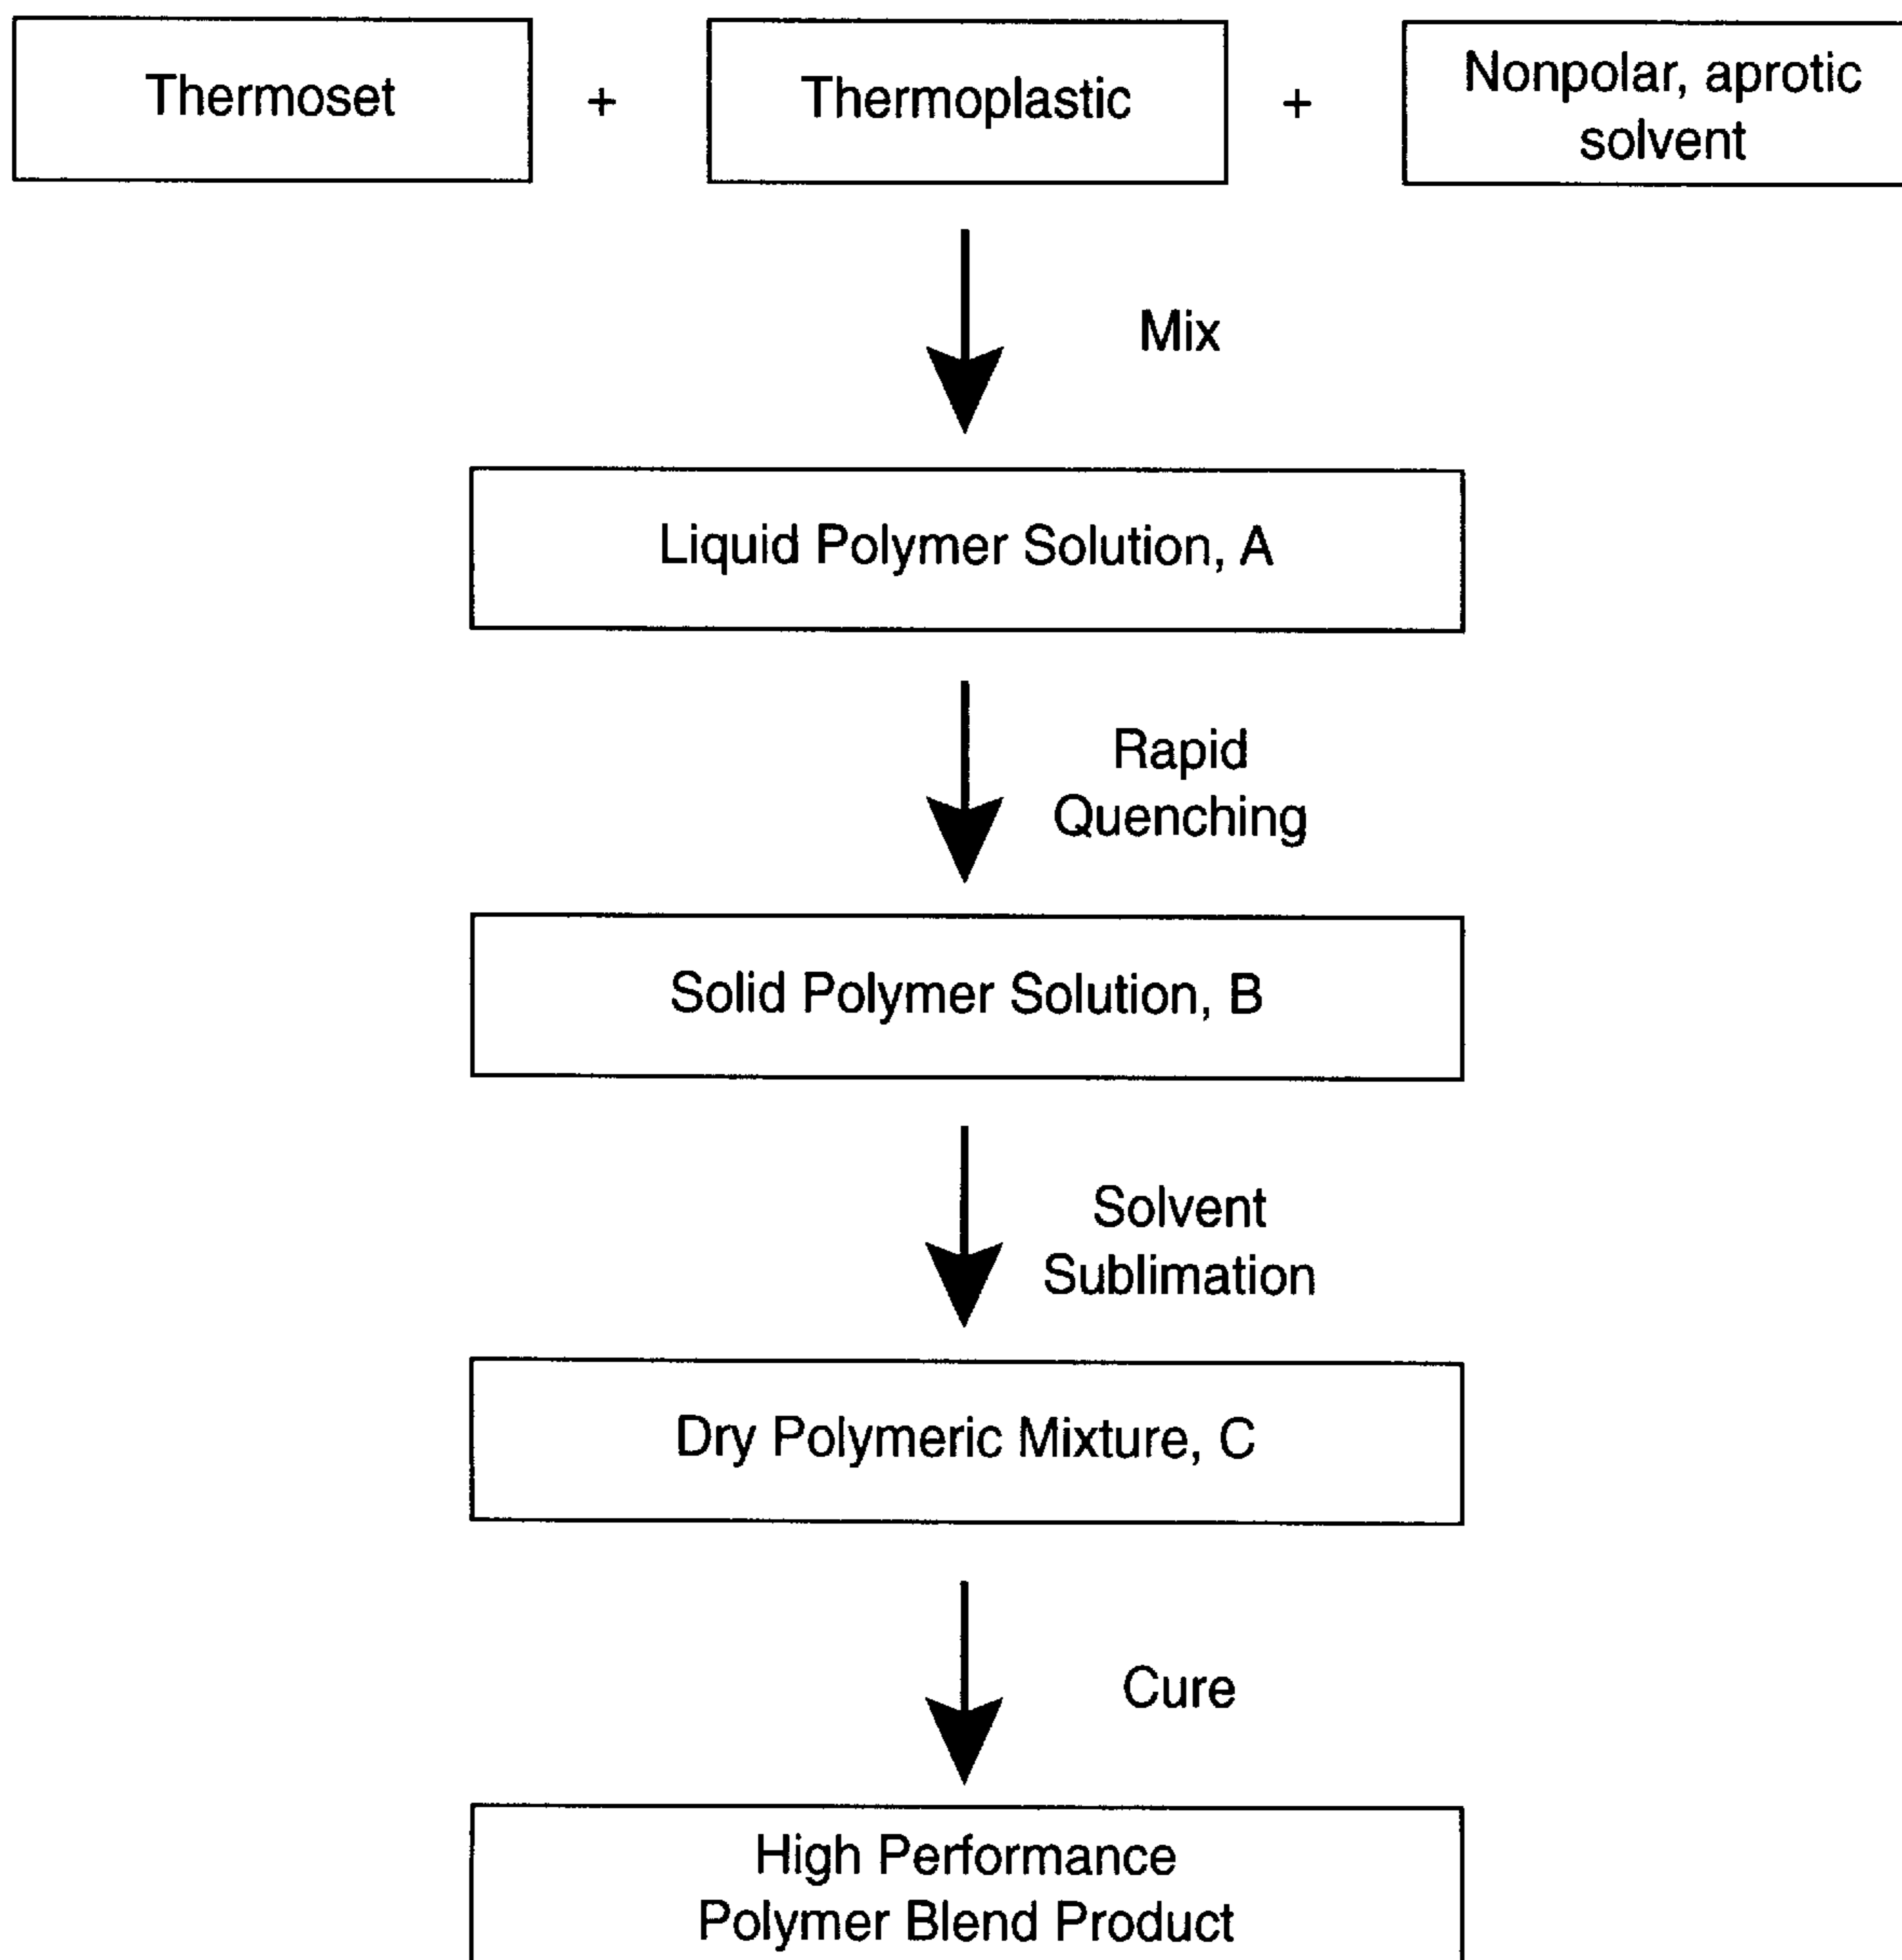 Thermoset + Thermoplastic + Nonpolar, aprotic
solvent
Mix
Liquid Polymer Solution, A
Rapid
Quenching
Solid Polymer Solution, B
Solvent
Sublimation
Dry Polymeric Mixture, C
Cure
High Performance
Polymer Blend Product